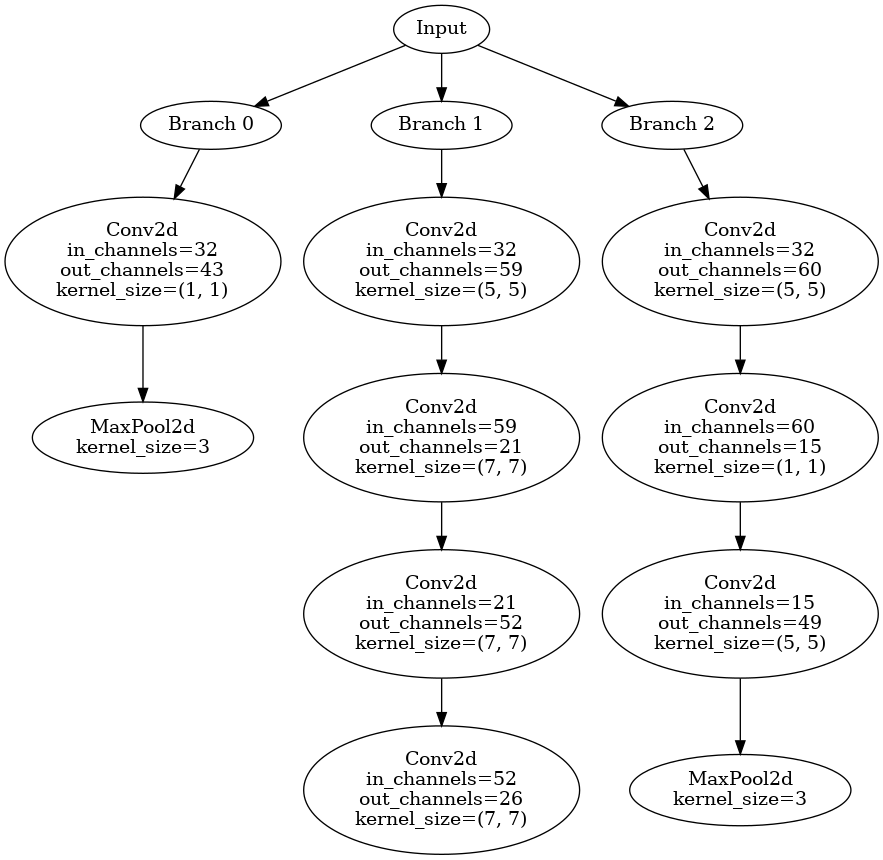 Input
Branch 0
Branch 1
Branch 2
Conv2d
in_channels=32
out_channels=43
kernel_size=(1, 1)
Conv2d
in_channels=32
out_channels=59
kernel_size=(5, 5)
Conv2d
in_channels=32
out_channels=60
kernel_size=(5, 5)
MaxPool2d
kernel_size=3
Conv2d
in_channels=59
out_channels=21
kernel_size=(7, 7)
Conv2d
in_channels=60
out_channels=15
kernel_size=(1, 1)
Conv2d
in_channels=21
out_channels=52
kernel_size=(7, 7)
Conv2d
in_channels=15
out_channels=49
kernel_size=(5, 5)
Conv2d
in_channels=52
out_channels=26
kernel_size=(7, 7)
MaxPool2d
kernel_size=3